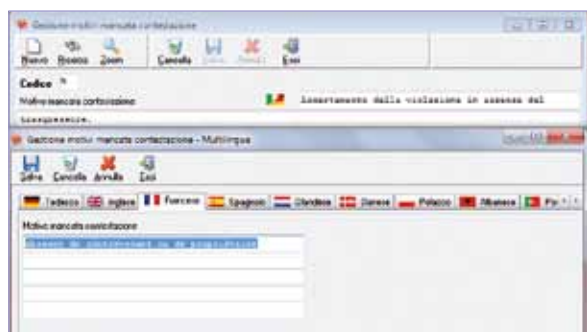 Gestione motivi mancata contestazione
Nuovo Ricerca Zoom Cancella Salva Annulla Esci
Codice
Motivo mancata contestazione
Accertamento della violazione in assenza del
trasgressore.
Gestione motivi mancata contestazione - Multilingua
Salva Cancella Annulla Esci
Tedesco Inglese Francese Spagnolo Olandese Danese Polacco Albanese
Motivo mancata contestazione